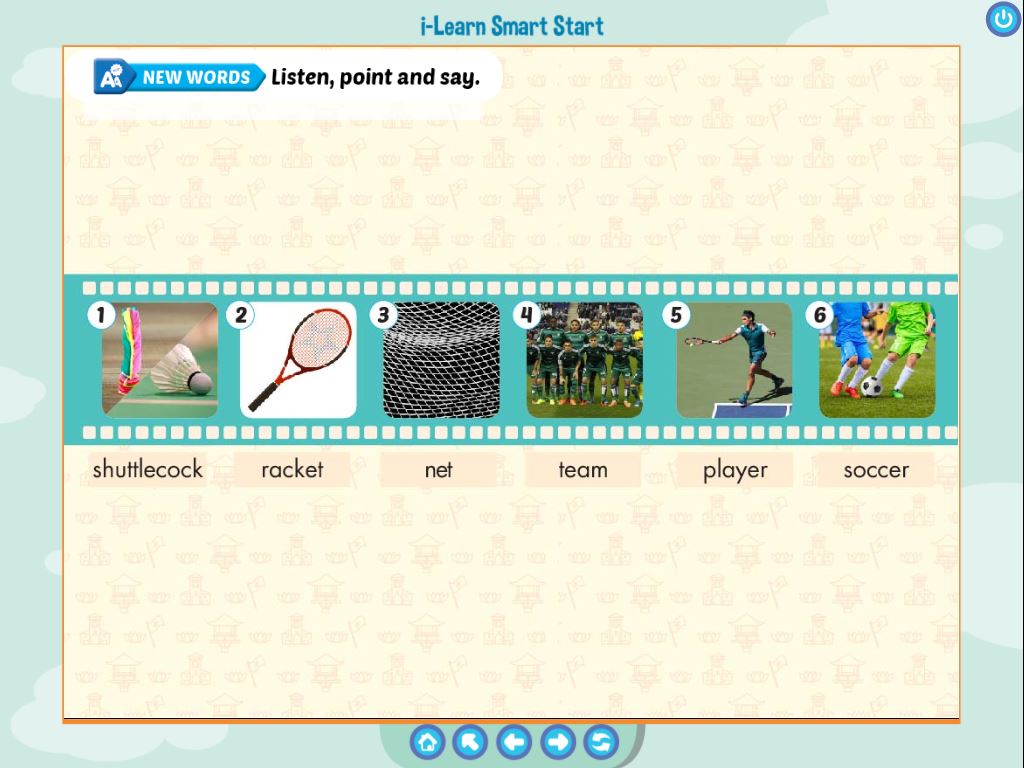 i-Learn Smart Start
NEW WORDS Listen, point and say.
1 2 3 4 5 6
shuttlecock racket net team player soccer